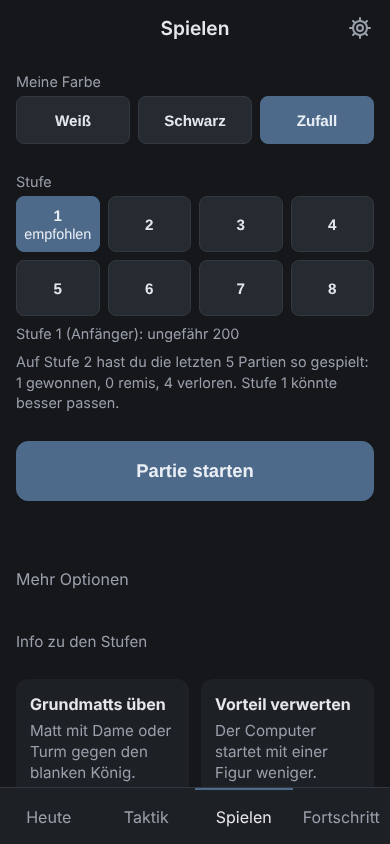 Spielen
Meine Farbe
Weiß
Schwarz
Zufall
Stufe
1
empfohlen
2
3
4
5
6
7
8
Stufe 1 (Anfänger): ungefähr 200
Auf Stufe 2 hast du die letzten 5 Partien so gespielt:
1 gewonnen, 0 remis, 4 verloren. Stufe 1 könnte
besser passen.
Partie starten
Mehr Optionen
Info zu den Stufen
Grundmatts üben
Matt mit Dame oder
Turm gegen den
blanken König.
Vorteil verwerten
Der Computer
startet mit einer
Figur weniger.
Heute
Taktik
Spielen
Fortschritt